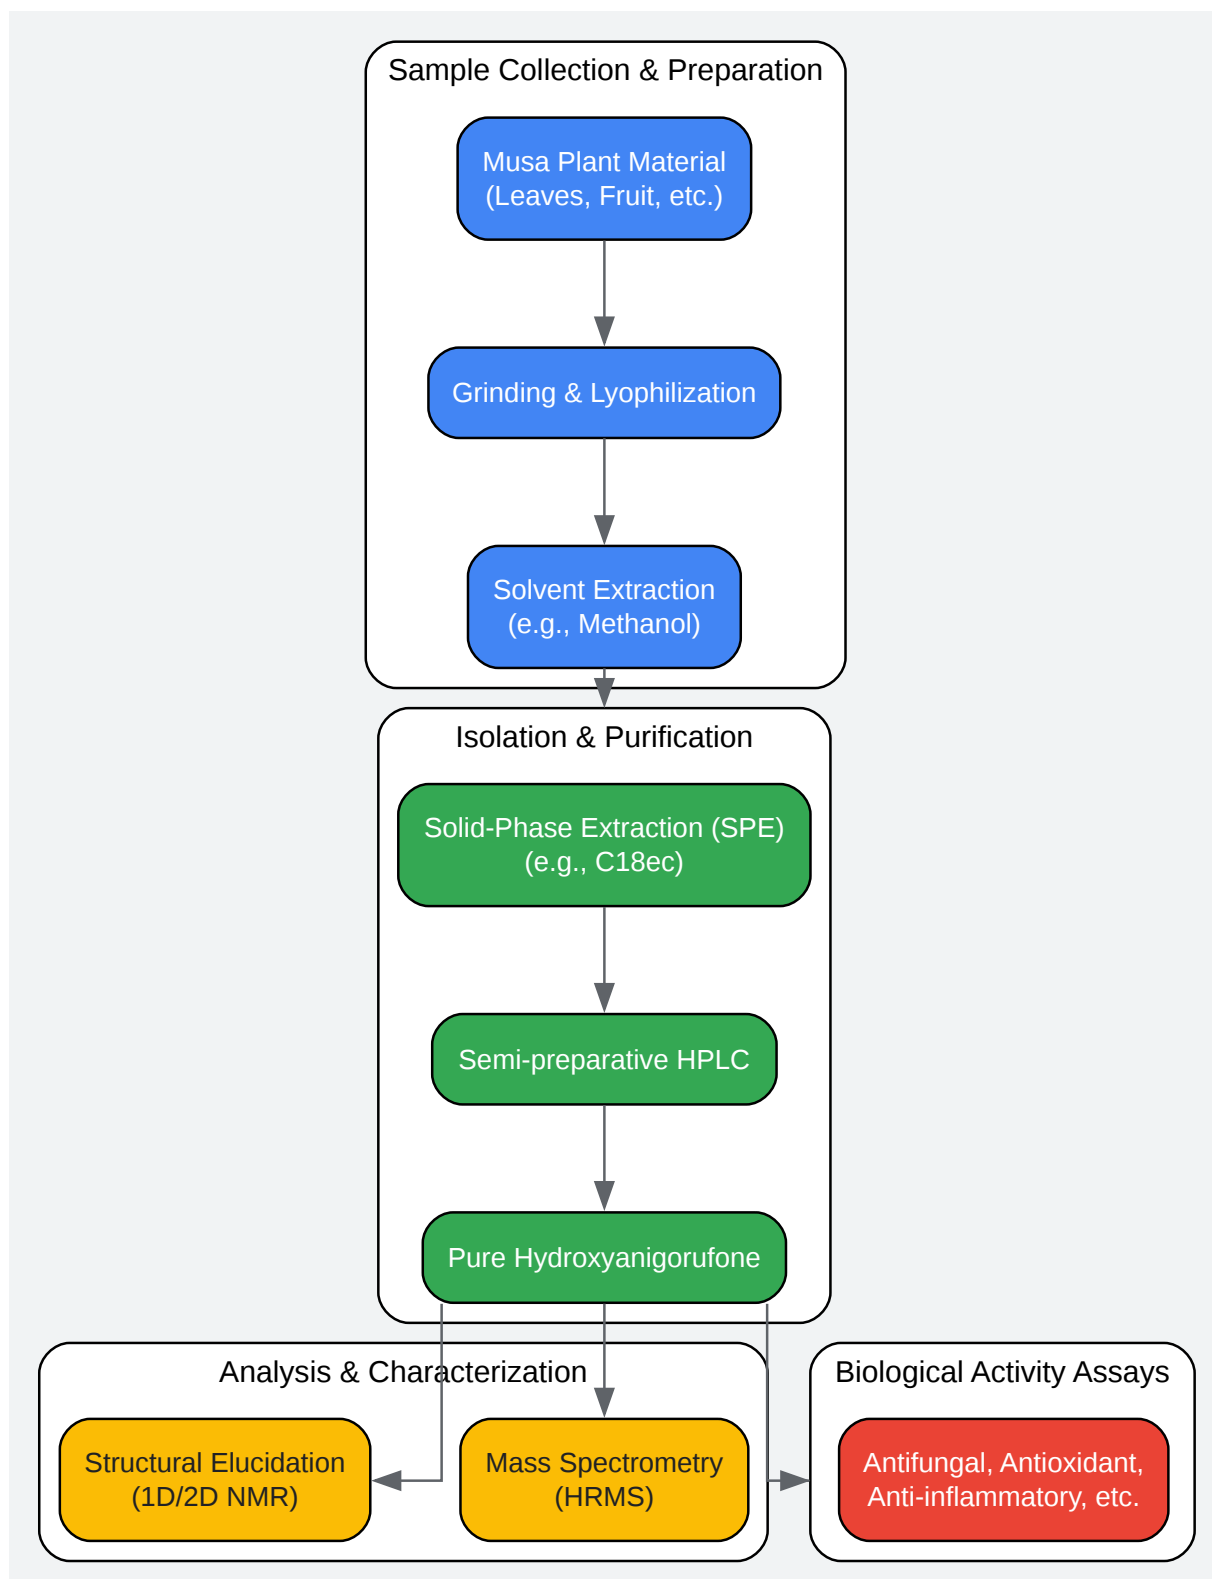 Sample Collection & Preparation
Musa Plant Material
(Leaves, Fruit, etc.)
Grinding & Lyophilization
Solvent Extraction
(e.g., Methanol)
Isolation & Purification
Solid-Phase Extraction (SPE)
(e.g., C18ec)
Semi-preparative HPLC
Pure Hydroxyanigorufone
Analysis & Characterization
Structural Elucidation
(1D/2D NMR)
Mass Spectrometry
(HRMS)
Biological Activity Assays
Antifungal, Antioxidant,
Anti-inflammatory, etc.